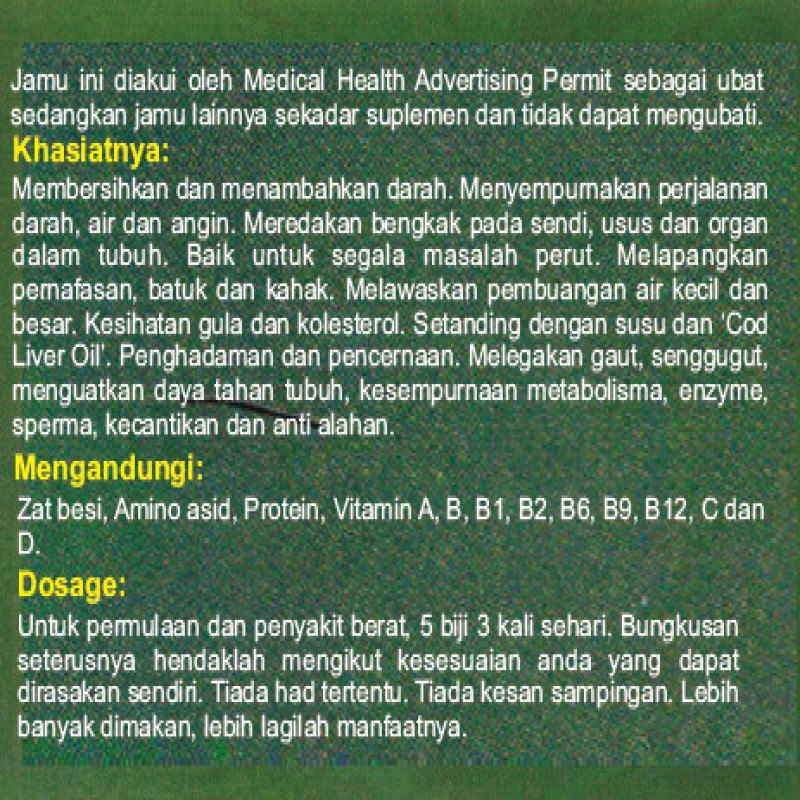 Jamu ini diakui oleh Medical Health Advertising Permit sebagai ubat
sedangkan jamu lainnya sekadar suplemen dan tidak dapat mengubati.
Khasiatnya:
Membersihkan dan menambahkan darah. Menyempurnakan perjalanan
darah, air dan angin. Meredakan bengkak pada sendi, usus dan organ
dalam tubuh. Baik untuk segala masalah perut. Melapangkan
pernafasan, batuk dan kahak. Melawaskan pembuangan air kecil dan
besar. Kesihatan gula dan kolesterol. Setanding dengan susu dan ‘Cod
Liver Oil’. Penghadaman dan pencernaan. Melegakan gaut, senggugut,
menguatkan daya tahan tubuh, kesempurnaan metabolisma, enzyme,
sperma, kecantikan dan anti alahan.
Mengandungi:
Zat besi, Amino asid, Protein, Vitamin A, B, B1, B2, B6, B9, B12, C dan
D.
Dosage:
Untuk permulaan dan penyakit berat, 5 biji 3 kali sehari. Bungkusan
seterusnya hendaklah mengikut kesesuaian anda yang dapat
dirasakan sendiri. Tiada had tertentu. Tiada kesan sampingan. Lebih
banyak dimakan, lebih lagilah manfaatnya.